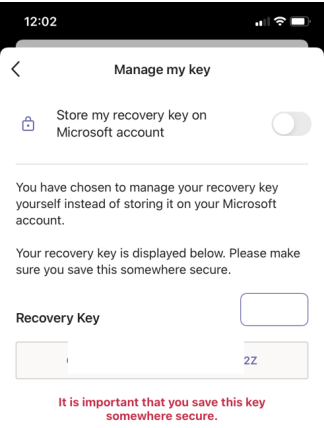 12:02
Manage my key
Store my recovery key on
Microsoft account
You have chosen to manage your recovery key
yourself instead of storing it on your Microsoft
account.
Your recovery key is displayed below. Please make
sure you save this somewhere secure.
Recovery Key
2Z
It is important that you save this key
somewhere secure.